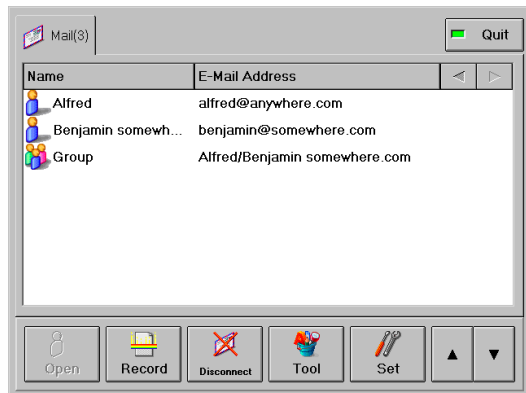 Mail(3)
Quit
Name E-Mail Address
Alfred alfred@anywhere.com
Benjamin somewh... benjamin@somewhere.com
Group Alfred/Benjamin somewhere.com
Open Record Disconnect Tool Set